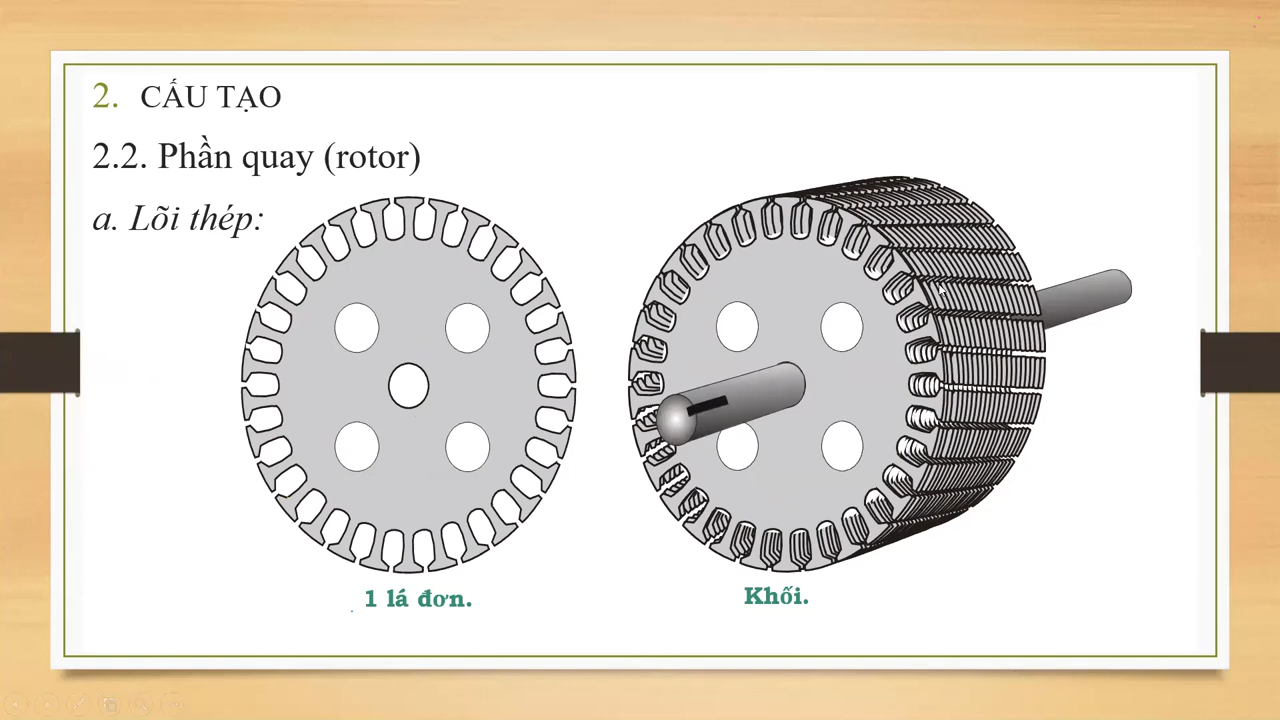 2. CẤU TẠO
2.2. Phần quay (rotor)
a. Lõi thép:
1 lá đơn.
Khối.